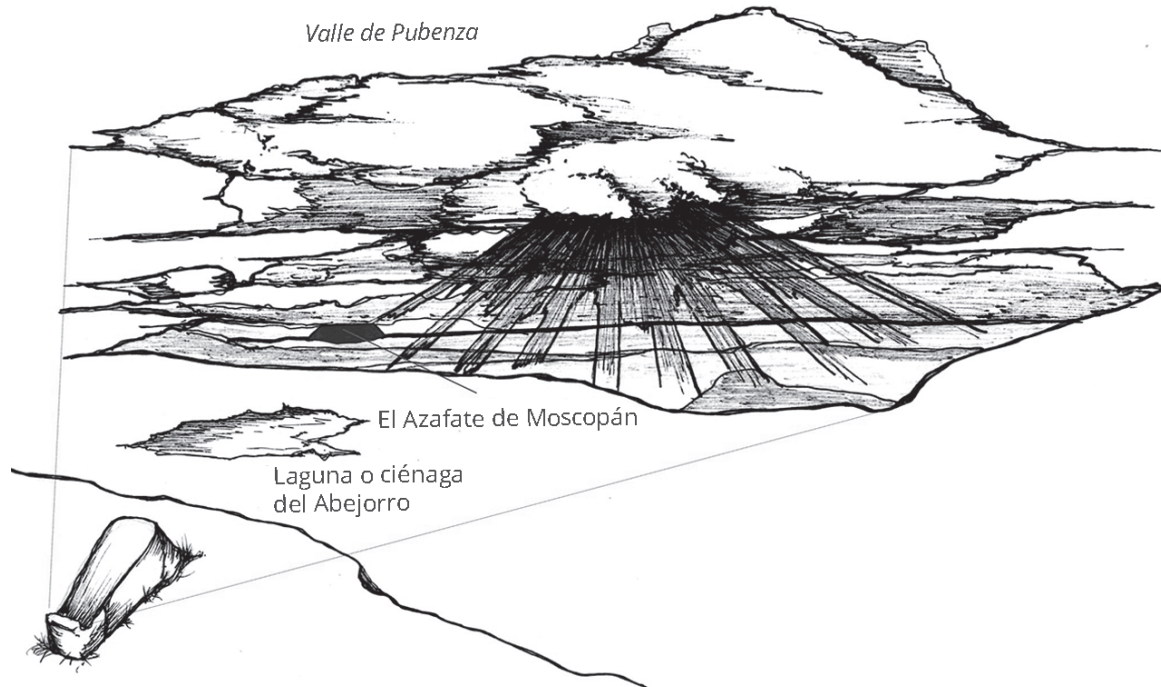 Valle de Pubenza
El Azafate de Moscopán
Laguna o ciénaga
del Abejorro